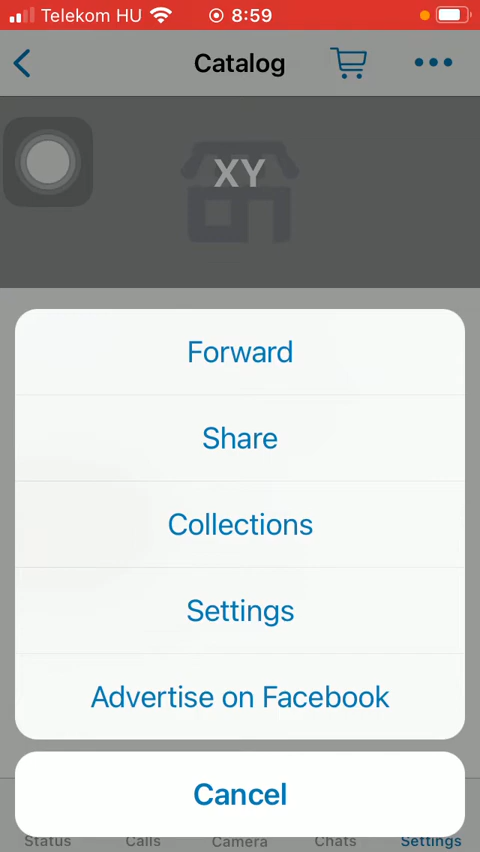 Telekom HU 8:59
Catalog
XY
Forward
Share
Collections
Settings
Advertise on Facebook
Cancel
Status Calls Camera Chats Settings